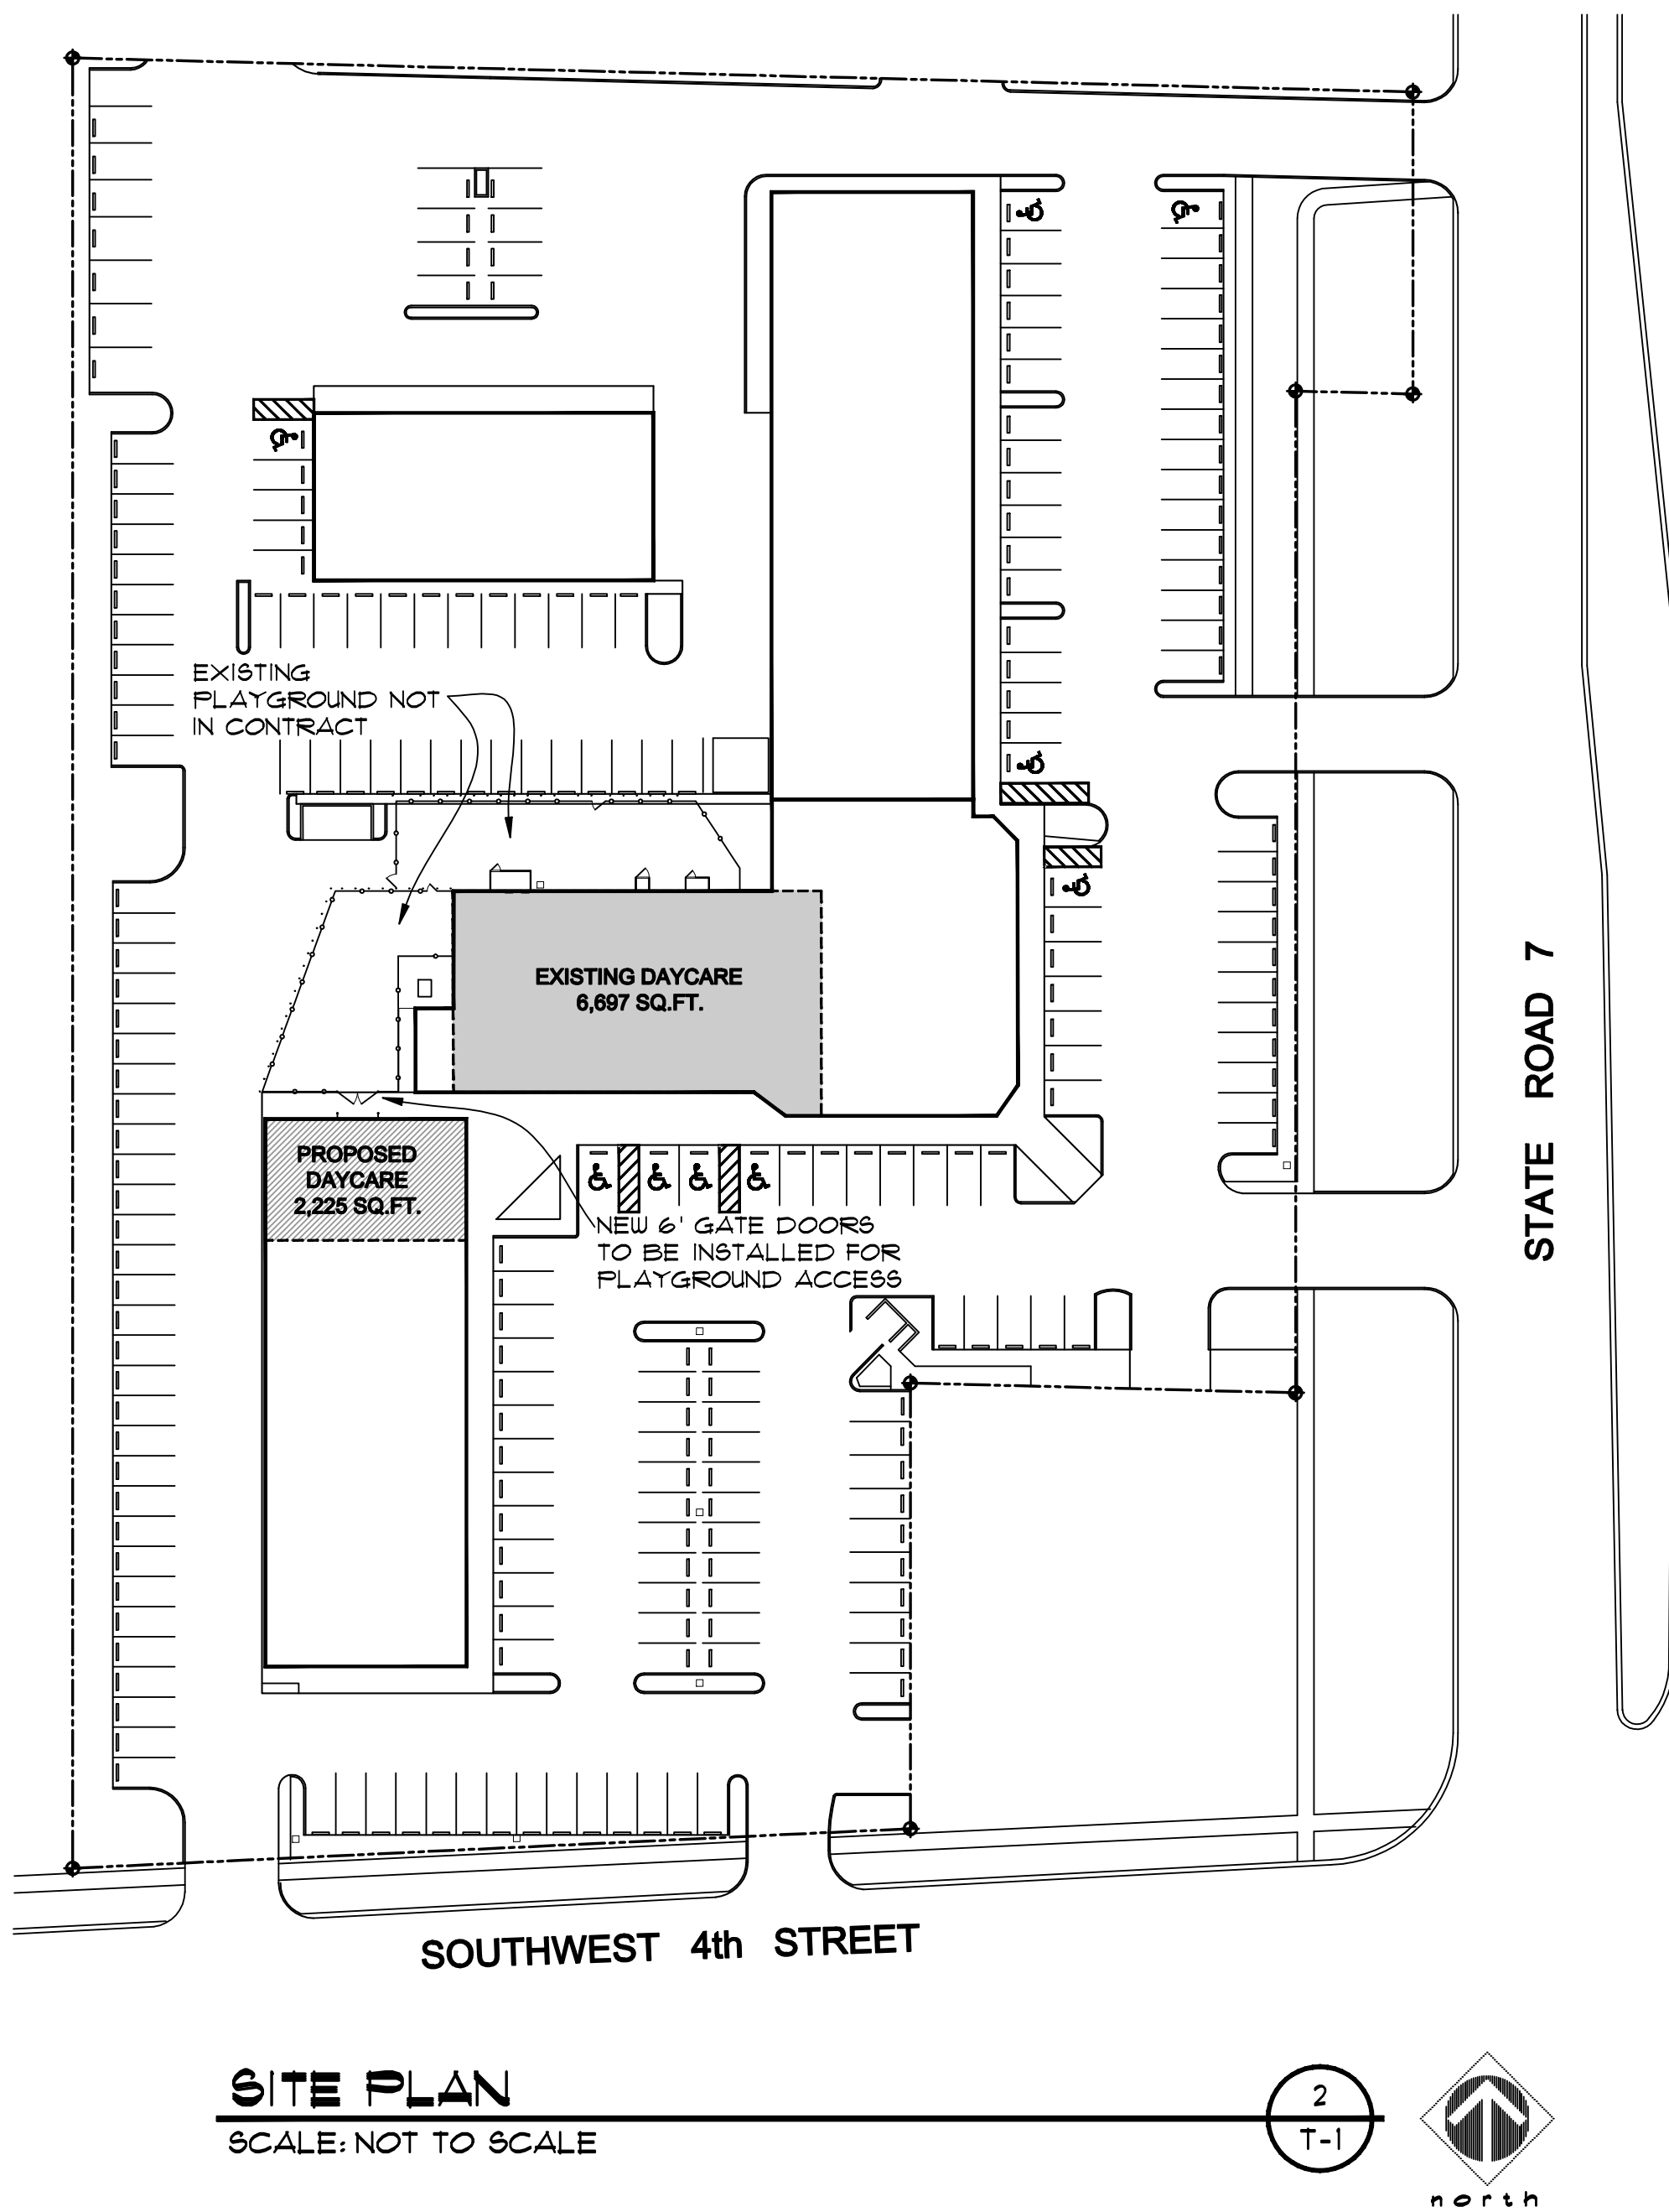 EXISTING
PLAYGROUND NOT
IN CONTRACT
EXISTING DAYCARE
6,697 SQ.FT.
PROPOSED
DAYCARE
2,225 SQ.FT.
NEW 6' GATE DOORS
TO BE INSTALLED FOR
PLAYGROUND ACCESS
STATE ROAD 7
SOUTHWEST 4th STREET
SITE PLAN
SCALE: NOT TO SCALE
2
T-1
north